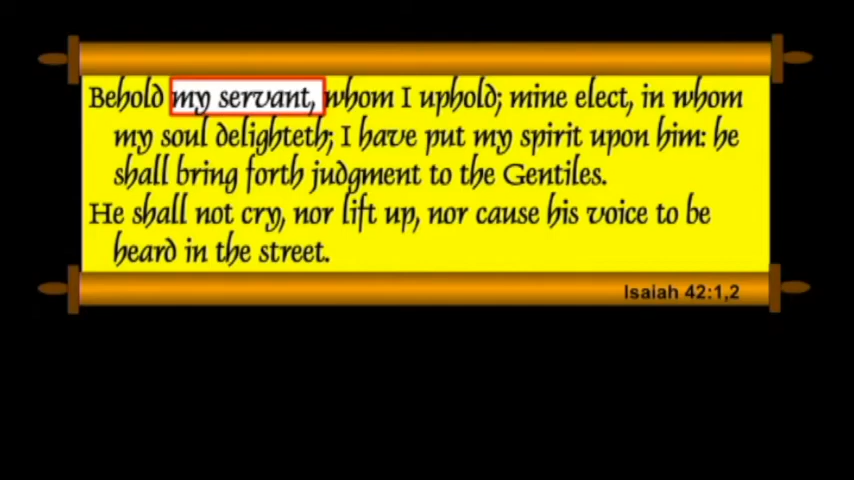 Behold my servant, whom I uphold; mine elect, in whom
my soul delighteth; I have put my spirit upon him: he
shall bring forth judgment to the Gentiles.
He shall not cry, nor lift up, nor cause his voice to be
heard in the street.
Isaiah 42:1,2